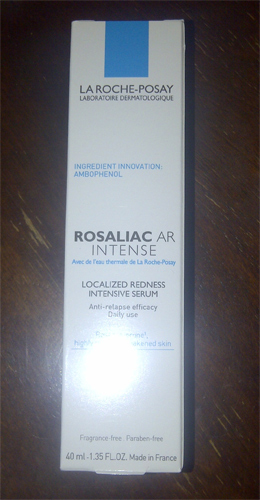 LA ROCHE-POSAY
LABORATOIRE DERMATOLOGIQUE
INGREDIENT INNOVATION:
AMBOPHENOL
ROSALIAC AR
INTENSE
Avec de l'eau thermale de La Roche-Posay
LOCALIZED REDNESS
INTENSIVE SERUM
Anti-relapse efficacy
Daily use
skin
Fragrance-free. Paraben-free
40 ml - 1.35 FL.OZ. Made in France